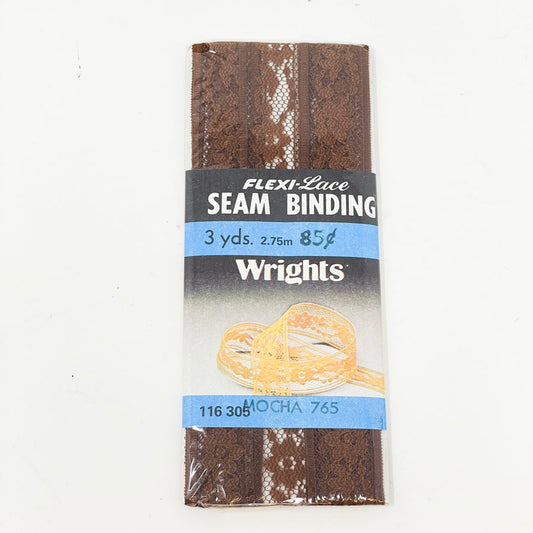 FLEXI-Lace
SEAM BINDING
3 yds. 2.75m 85¢
Wrights
116 305 MOCHA 765